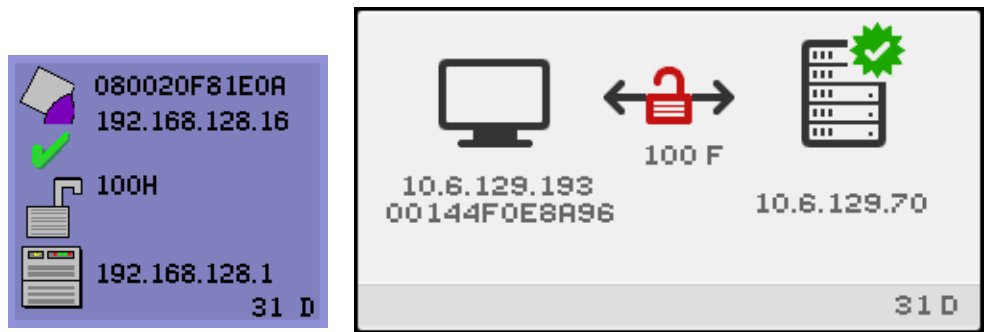 080020F81E0A
192.168.128.16
100H
192.168.128.1
31 D
100 F
10.6.129.193
00144F0E8A96
10.6.129.70
31 D